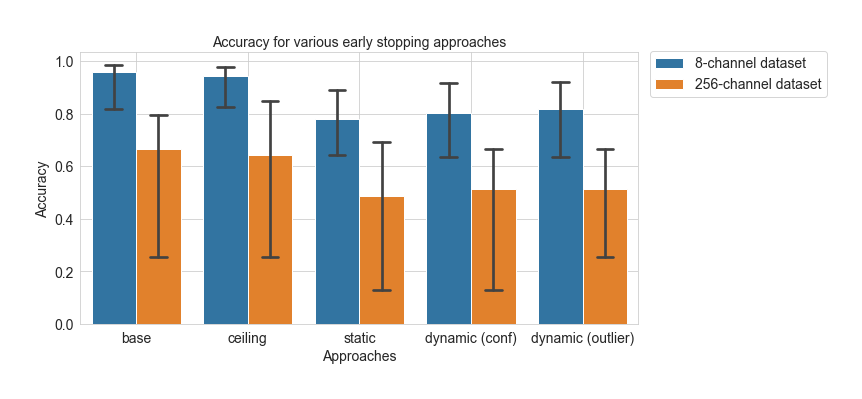 Accuracy for various early stopping approaches
8-channel dataset
256-channel dataset
Accuracy
1.0
0.8
0.6
0.4
0.2
0.0
base
ceiling
static
dynamic (conf)
dynamic (outlier)
Approaches